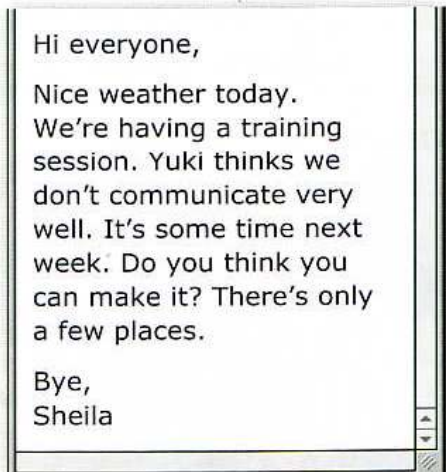 Hi everyone,
Nice weather today.
We're having a training
session. Yuki thinks we
don't communicate very
well. It's some time next
week. Do you think you
can make it? There's only
a few places.
Bye,
Sheila